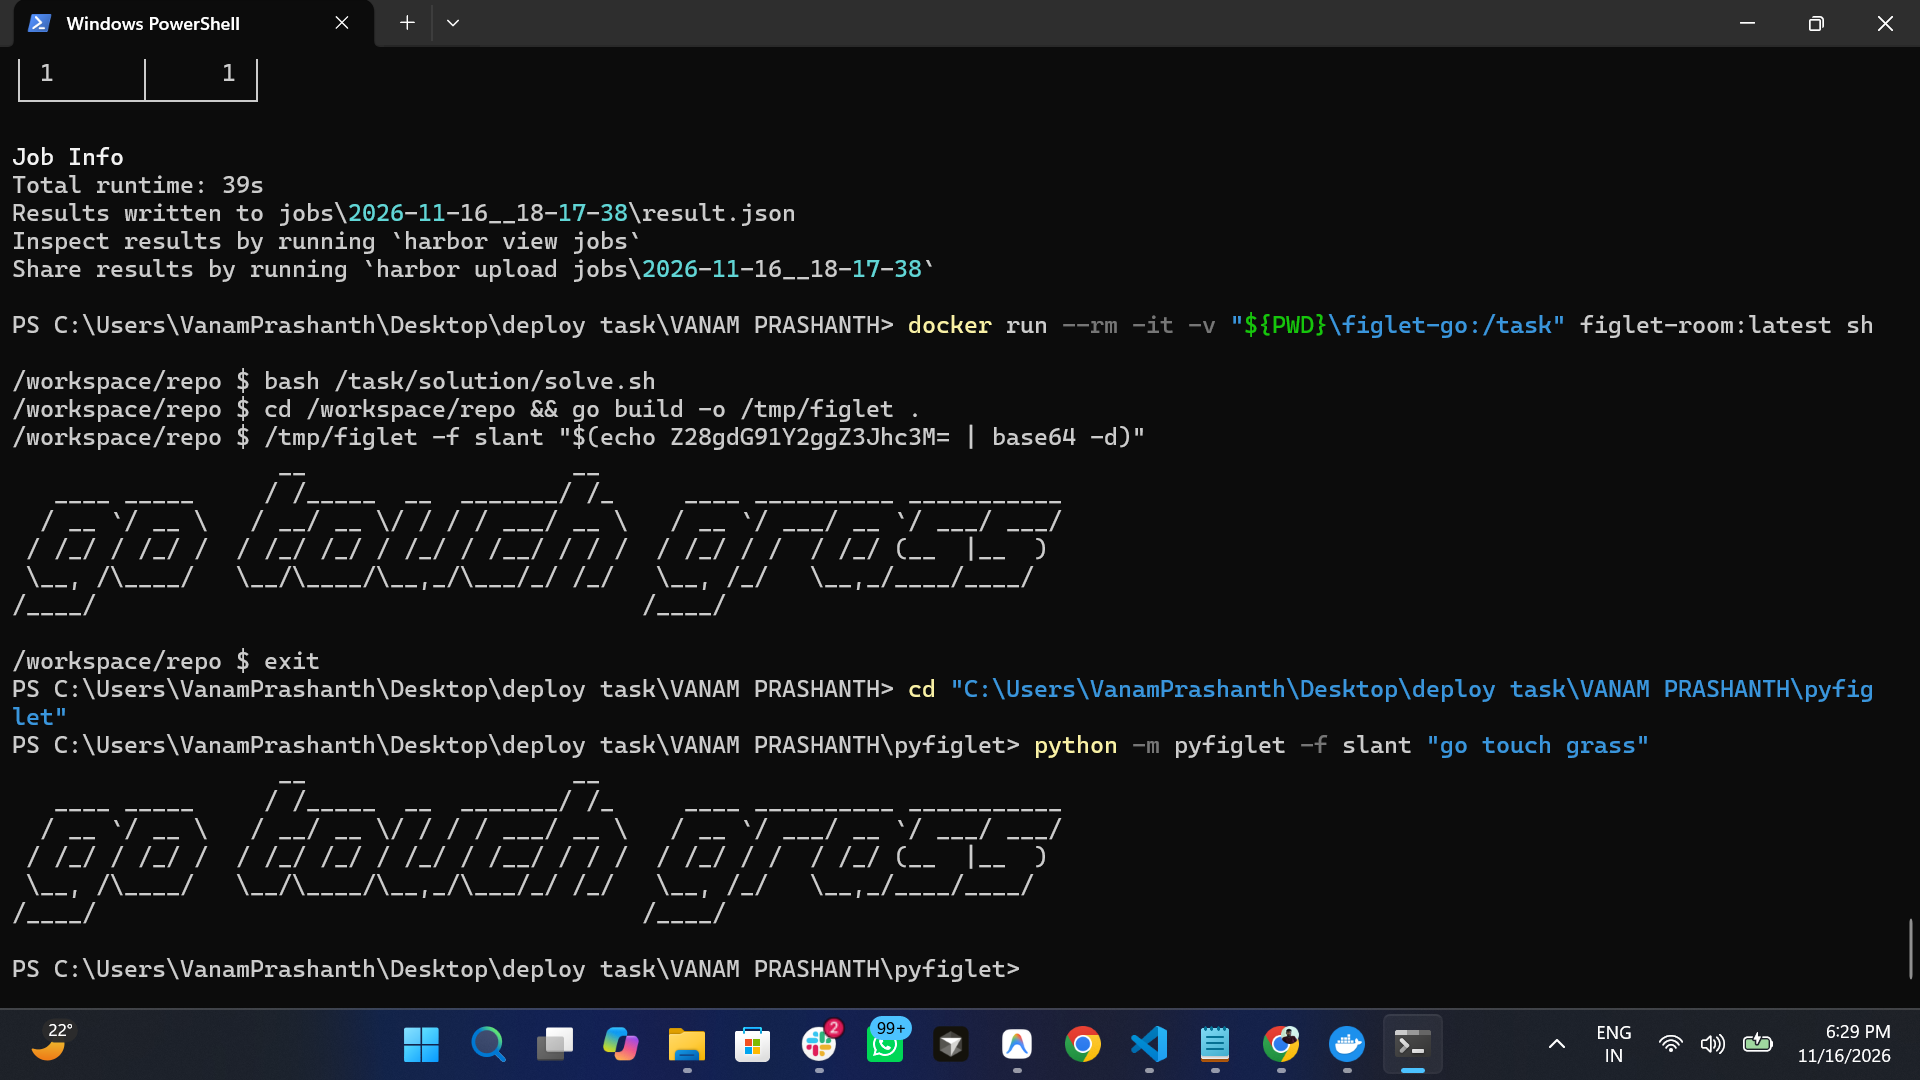 Windows PowerShell
1 1
Job Info
Total runtime: 39s
Results written to jobs\2026-11-16__18-17-38\result.json
Inspect results by running `harbor view jobs`
Share results by running `harbor upload jobs\2026-11-16__18-17-38`
PS C:\Users\VanamPrashanth\Desktop\deploy task\VANAM PRASHANTH> docker run --rm -it -v "${PWD}\figlet-go:/task" figlet-room:latest sh
/workspace/repo $ bash /task/solution/solve.sh
/workspace/repo $ cd /workspace/repo && go build -o /tmp/figlet .
/workspace/repo $ /tmp/figlet -f slant "$(echo Z28gdG91Y2ggZ3Jhc3M= | base64 -d)"
go touch grass
/workspace/repo $ exit
PS C:\Users\VanamPrashanth\Desktop\deploy task\VANAM PRASHANTH> cd "C:\Users\VanamPrashanth\Desktop\deploy task\VANAM PRASHANTH\pyfig
let"
PS C:\Users\VanamPrashanth\Desktop\deploy task\VANAM PRASHANTH\pyfiglet> python -m pyfiglet -f slant "go touch grass"
go touch grass
PS C:\Users\VanamPrashanth\Desktop\deploy task\VANAM PRASHANTH\pyfiglet>
22°
2
99+
ENG
IN
6:29 PM
11/16/2026